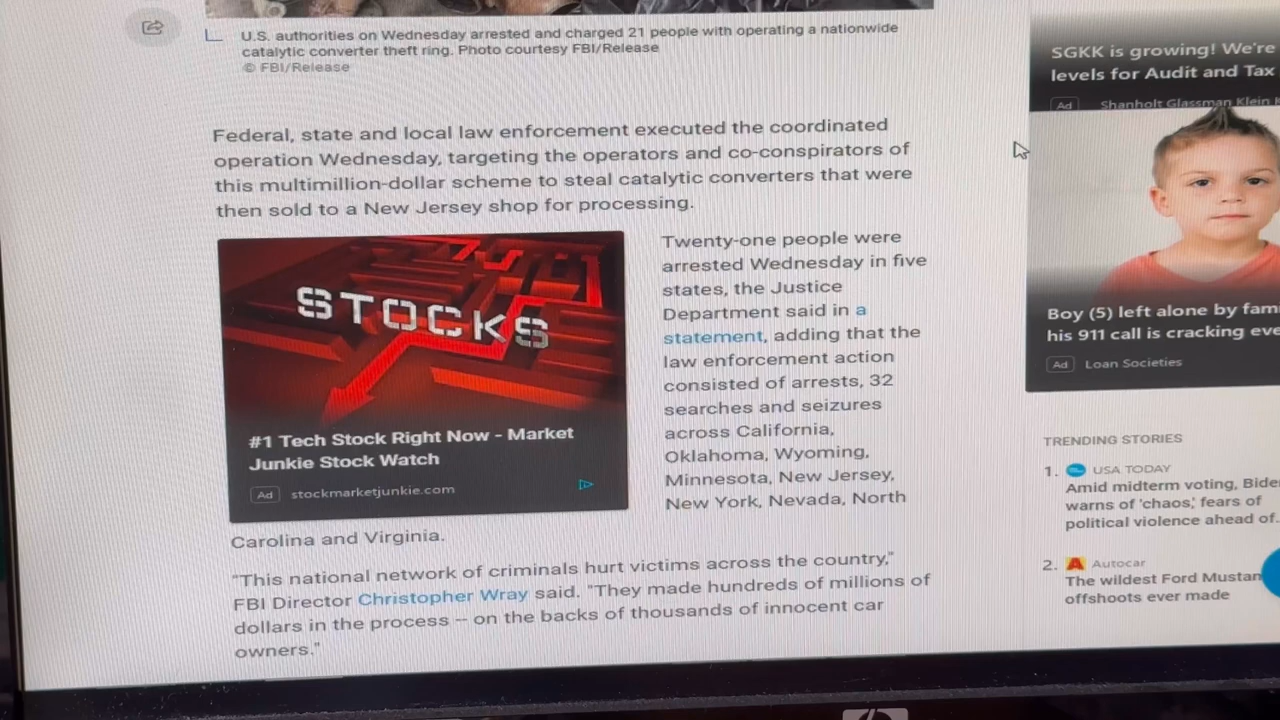 U.S. authorities on Wednesday arrested and charged 21 people with operating a nationwide
catalytic converter theft ring. Photo courtesy FBI/Release
© FBI/Release
Federal, state and local law enforcement executed the coordinated
operation Wednesday, targeting the operators and co-conspirators of
this multimillion-dollar scheme to steal catalytic converters that were
then sold to a New Jersey shop for processing.
STOCKS
#1 Tech Stock Right Now - Market
Junkie Stock Watch
Ad stockmarketjunkie.com
Twenty-one people were
arrested Wednesday in five
states, the Justice
Department said in a
statement, adding that the
law enforcement action
consisted of arrests, 32
searches and seizures
across California,
Oklahoma, Wyoming,
Minnesota, New Jersey,
New York, Nevada, North
Carolina and Virginia.
"This national network of criminals hurt victims across the country,"
FBI Director Christopher Wray said. "They made hundreds of millions of
dollars in the process -- on the backs of thousands of innocent car
owners."
SGKK is growing! We're
levels for Audit and Tax
Ad Shanholt Glassman Klein
Boy (5) left alone by fam
his 911 call is cracking eve
Ad Loan Societies
TRENDING STORIES
1. USA TODAY
Amid midterm voting, Bide
warns of 'chaos,' fears of
political violence ahead of...
2. Autocar
The wildest Ford Mustan
offshoots ever made